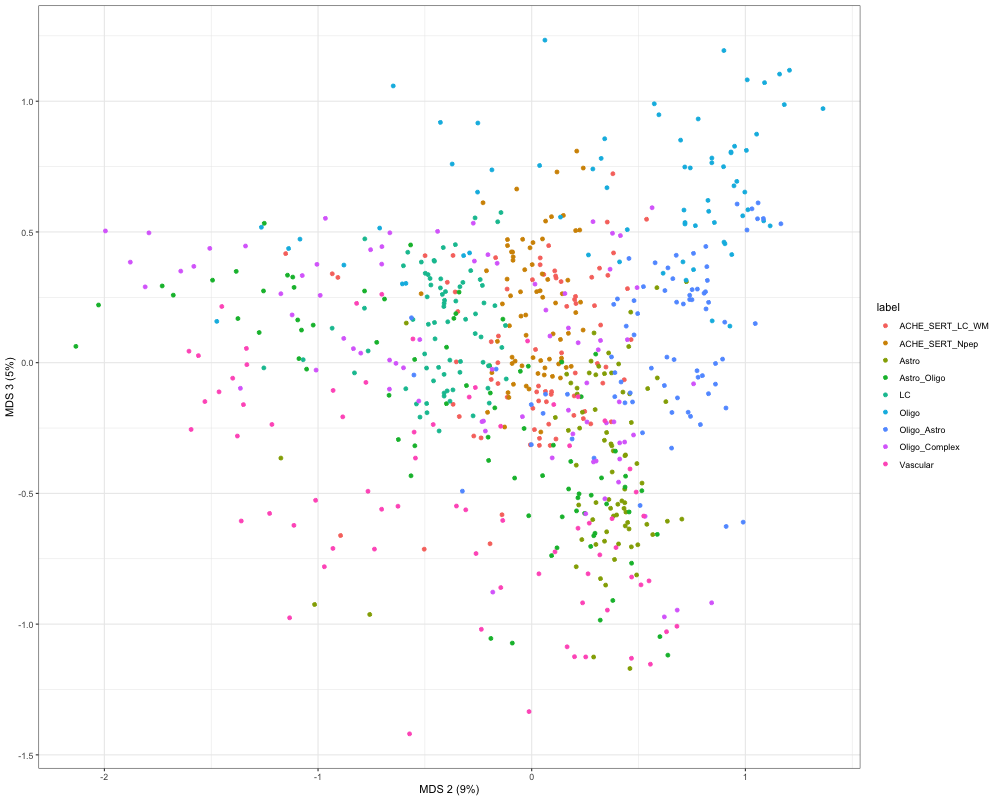 1.0
0.5
0.0
-0.5
-1.0
-1.5
MDS 3 (5%)
-2
-1
0
1
MDS 2 (9%)
label
ACHE_SERT_LC_WM
ACHE_SERT_Npep
Astro
Astro_Oligo
LC
Oligo
Oligo_Astro
Oligo_Complex
Vascular